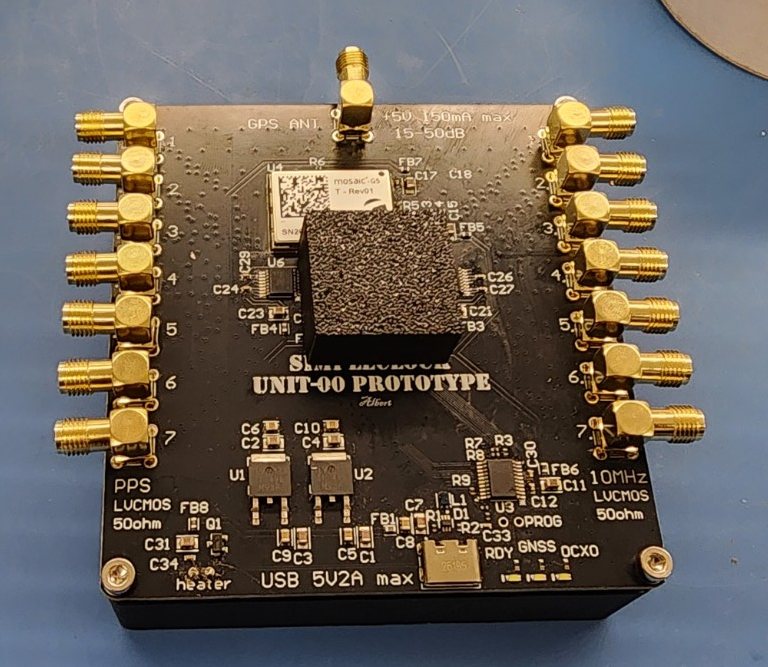 GPS ANT
+5V 150mA max
15-50dB
1
2
3
4
5
6
7
1
2
3
4
5
6
7
R6
U4
FB7
C17
C18
mosaic
T - Rev01
R5
FB5
C29
U6
C24
C26
C27
C23
FB4
C21
FB3
UNIT-00 PROTOTYPE
Albert
C6
C2
C10
C4
U1
U2
C9
C3
C5
C1
R7
R3
R8
C30
R9
FB6
C11
C12
U3
L1
D1
C7
R1
FB1
C8
R2
C33
PROG
PPS
LVCMOS
50ohm
FB8
Q1
C31
C34
heater
USB 5V2A max
RDY
GNSS
OCXO
10MHz
LVCMOS
50ohm